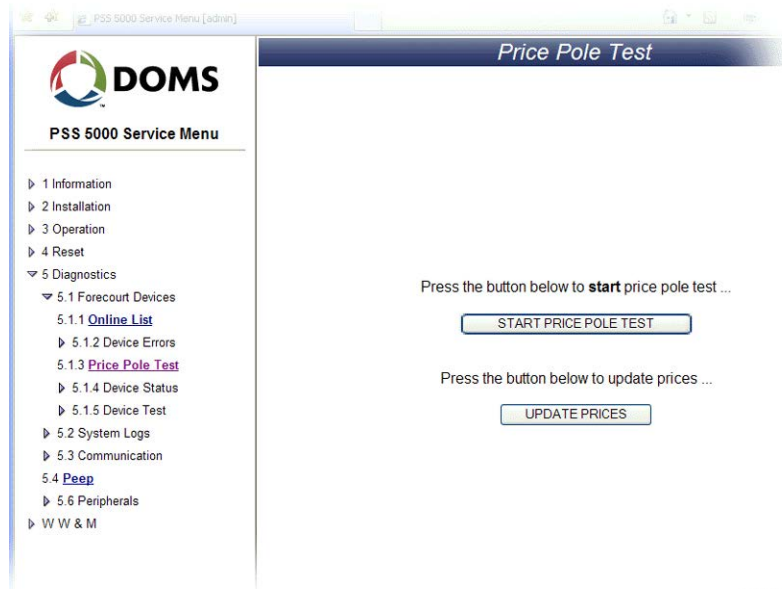 PSS 5000 Service Menu [admin]
Price Pole Test
DOMS
TM
PSS 5000 Service Menu
1 Information
2 Installation
3 Operation
4 Reset
5 Diagnostics
5.1 Forecourt Devices
5.1.1 Online List
5.1.2 Device Errors
5.1.3 Price Pole Test
5.1.4 Device Status
5.1.5 Device Test
5.2 System Logs
5.3 Communication
5.4 Peep
5.6 Peripherals
W W & M
Press the button below to start price pole test ...
START PRICE POLE TEST
Press the button below to update prices ...
UPDATE PRICES